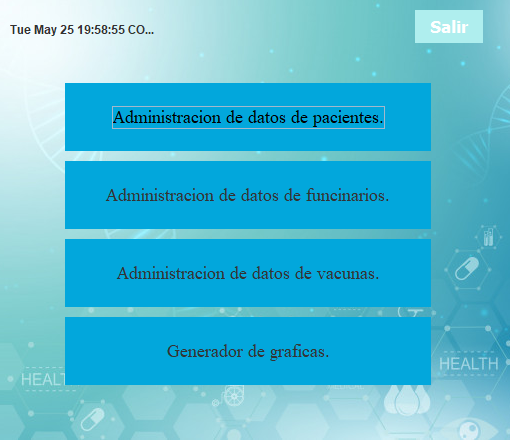 Tue May 25 19:58:55 CO...
Salir
Administracion de datos de pacientes.
Administracion de datos de funcinarios.
Administracion de datos de vacunas.
Generador de graficas.
HEALTH
HEALTH